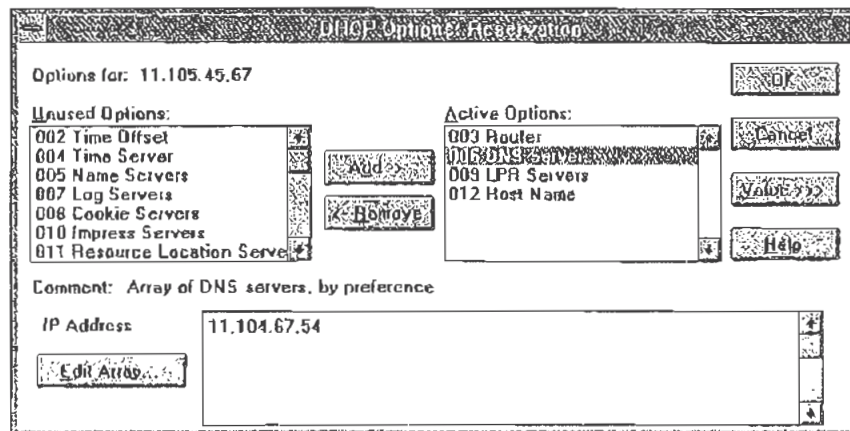 DHCP Options: Reservation
Options for: 11.105.45.67
Unused Options:
002 Time Offset
004 Time Server
005 Name Servers
007 Log Servers
008 Cookie Servers
010 Impress Servers
011 Resource Location Serve
Add ->
<- Remove
Active Options:
003 Router
006 DNS Servers
009 LPR Servers
012 Host Name
OK
Cancel
Value >>>
Help
Comment: Array of DNS servers, by preference
IP Address
11.104.67.54
Edit Array...